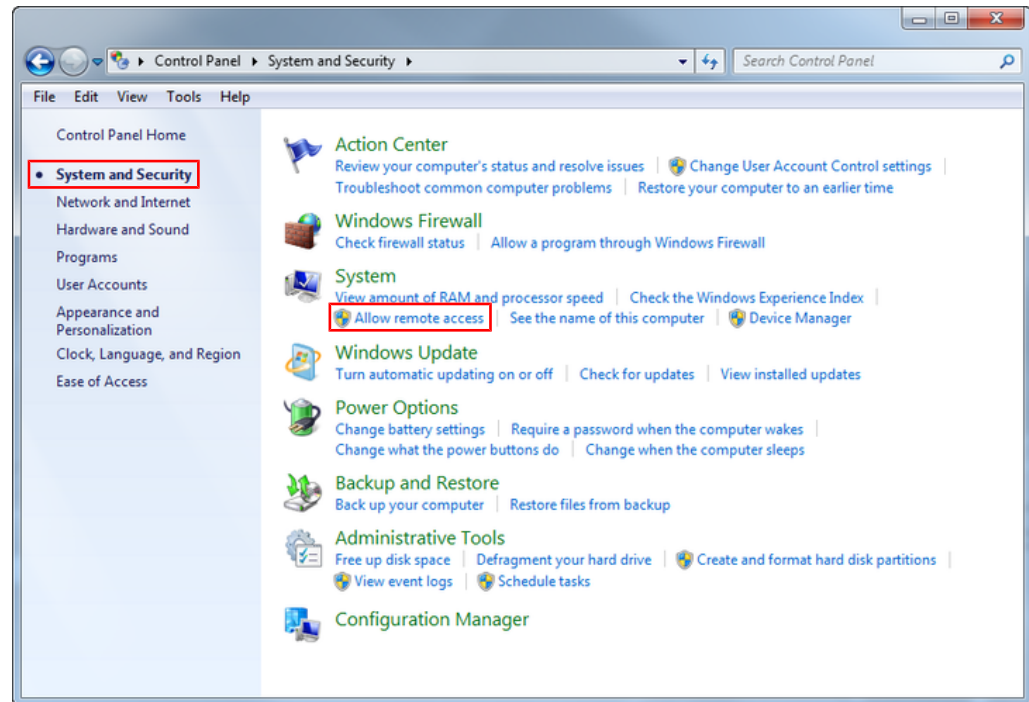 Control Panel ▸ System and Security ▸
Search Control Panel
File Edit View Tools Help
Control Panel Home
System and Security
Network and Internet
Hardware and Sound
Programs
User Accounts
Appearance and
Personalization
Clock, Language, and Region
Ease of Access
Action Center
Review your computer's status and resolve issues | Change User Account Control settings |
Troubleshoot common computer problems | Restore your computer to an earlier time
Windows Firewall
Check firewall status | Allow a program through Windows Firewall
System
View amount of RAM and processor speed | Check the Windows Experience Index |
Allow remote access | See the name of this computer | Device Manager
Windows Update
Turn automatic updating on or off | Check for updates | View installed updates
Power Options
Change battery settings | Require a password when the computer wakes |
Change what the power buttons do | Change when the computer sleeps
Backup and Restore
Back up your computer | Restore files from backup
Administrative Tools
Free up disk space | Defragment your hard drive | Create and format hard disk partitions |
View event logs | Schedule tasks
Configuration Manager